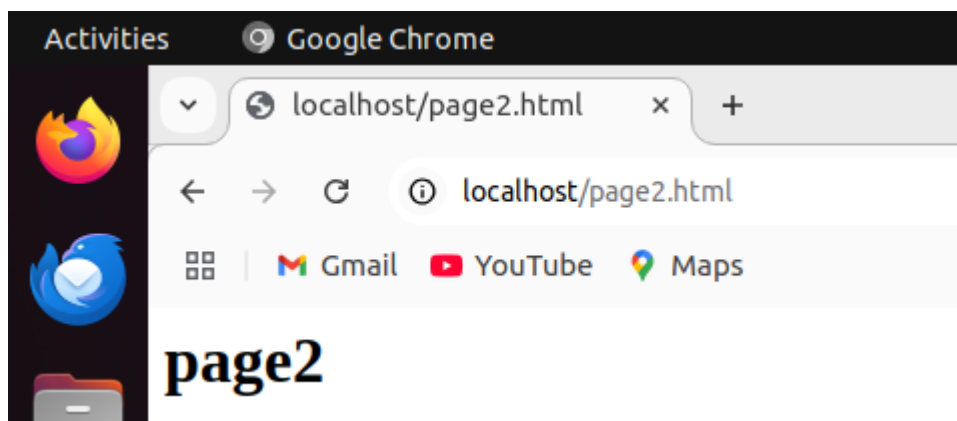 Activities Google Chrome
localhost/page2.html
localhost/page2.html
Gmail YouTube Maps
page2